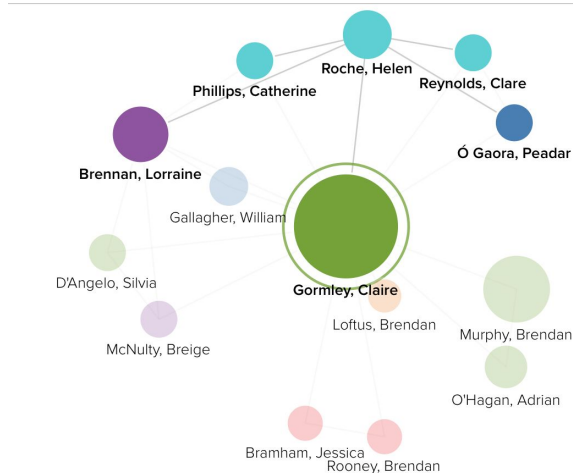 Roche, Helen
Reynolds, Clare
Phillips, Catherine
Ó Gaora, Peadar
Brennan, Lorraine
Gallagher, William
D'Angelo, Silvia
Gormley, Claire
Loftus, Brendan
Murphy, Brendan
McNulty, Breige
O'Hagan, Adrian
Bramham, Jessica
Rooney, Brendan